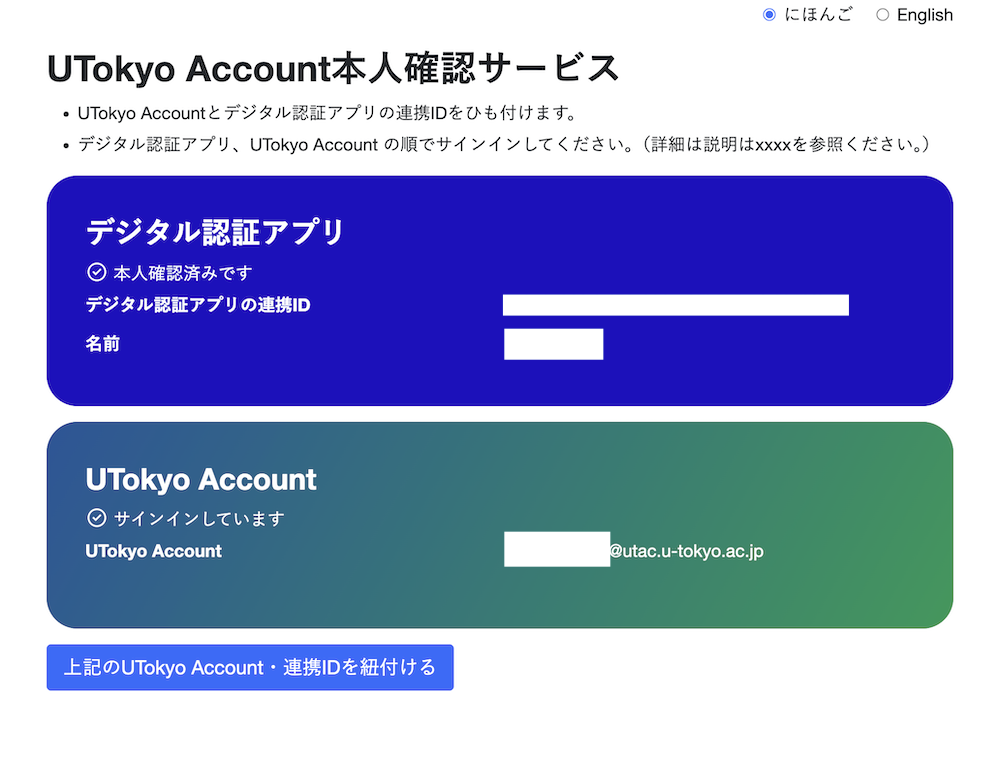 にほんご English
UTokyo Account本人確認サービス
• UTokyo Accountとデジタル認証アプリの連携IDをひも付けます。
• デジタル認証アプリ、UTokyo Account の順でサインインしてください。（詳細は説明はxxxxを参照ください。）
デジタル認証アプリ
本人確認済みです
デジタル認証アプリの連携ID
名前
UTokyo Account
サインインしています
UTokyo Account @utac.u-tokyo.ac.jp
上記のUTokyo Account・連携IDを紐付ける